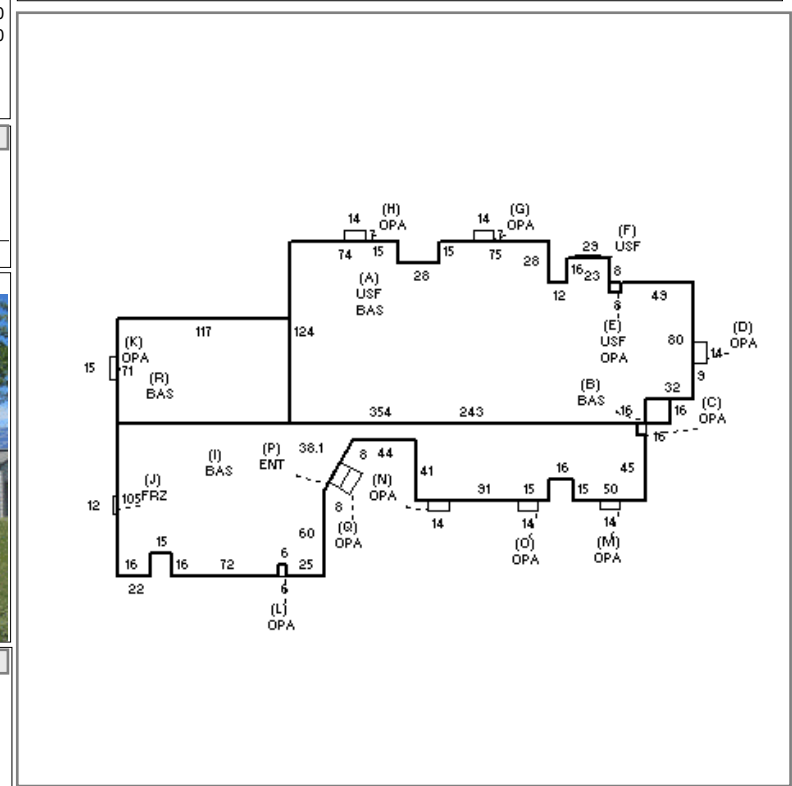 0
0
14
(H)
OPA
14
(G)
OPA
29
(F)
USF
74
15
15
75
28
28
16
23
8
(A)
USF
BAS
12
8
49
(E)
USF
OPA
80
(D)
OPA
14
9
117
124
(K)
OPA
15
71
(R)
BAS
32
(B)
BAS
16
16
(C)
OPA
354
243
16
38.1
(P)
ENT
8
44
(I)
BAS
(N)
OPA
41
16
45
91
15
15
50
(J)
FRZ
12
105
8
14
14
14
(Q)
OPA
(O)
OPA
(M)
OPA
60
15
16
16
72
6
25
22
6
(L)
OPA